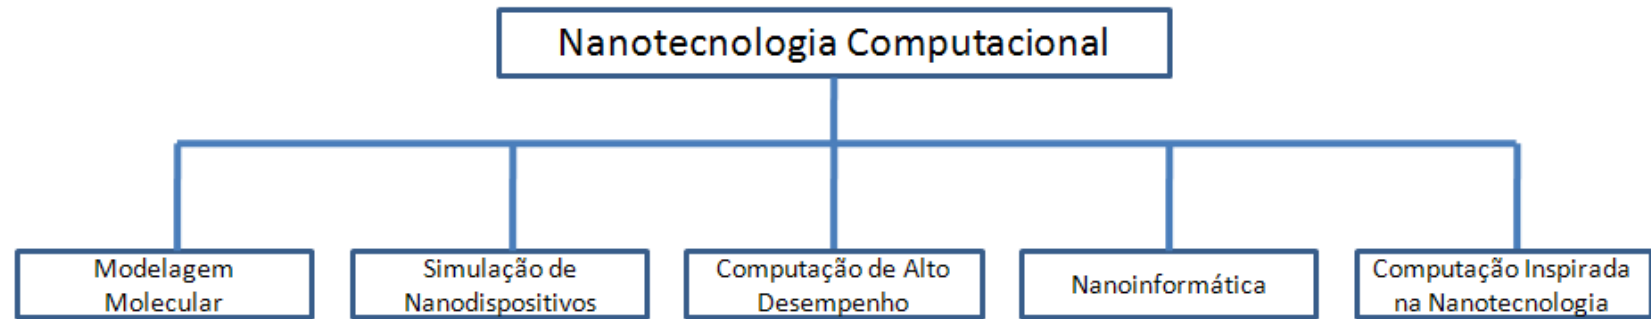 Nanotecnologia Computacional
Modelagem
Molecular
Simulação de
Nanodispositivos
Computação de Alto
Desempenho
Nanoinformática
Computação Inspirada
na Nanotecnologia